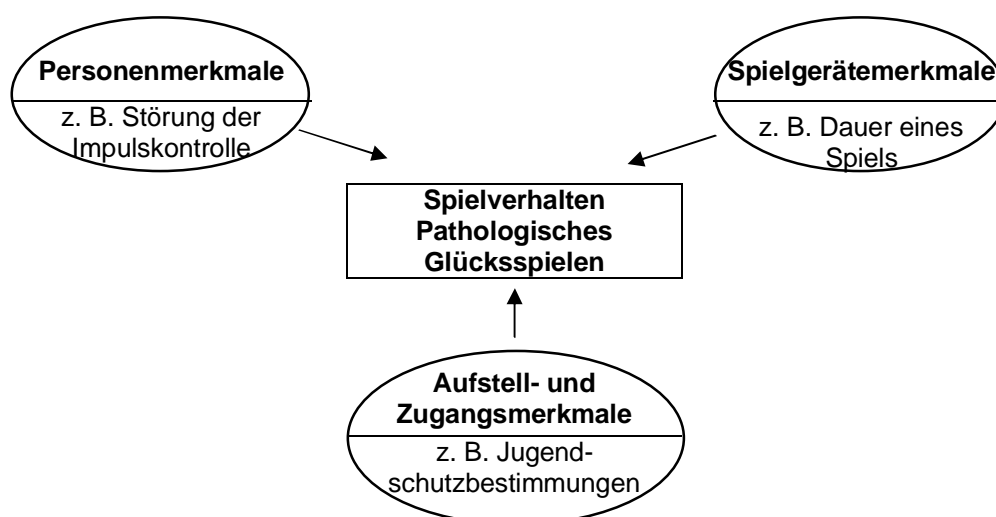 Personenmerkmale
z. B. Störung der
Impulskontrolle
Spielgerätemerkmale
z. B. Dauer eines
Spiels
Spielverhalten
Pathologisches
Glücksspielen
Aufstell- und
Zugangsmerkmale
z. B. Jugend-
schutzbestimmungen